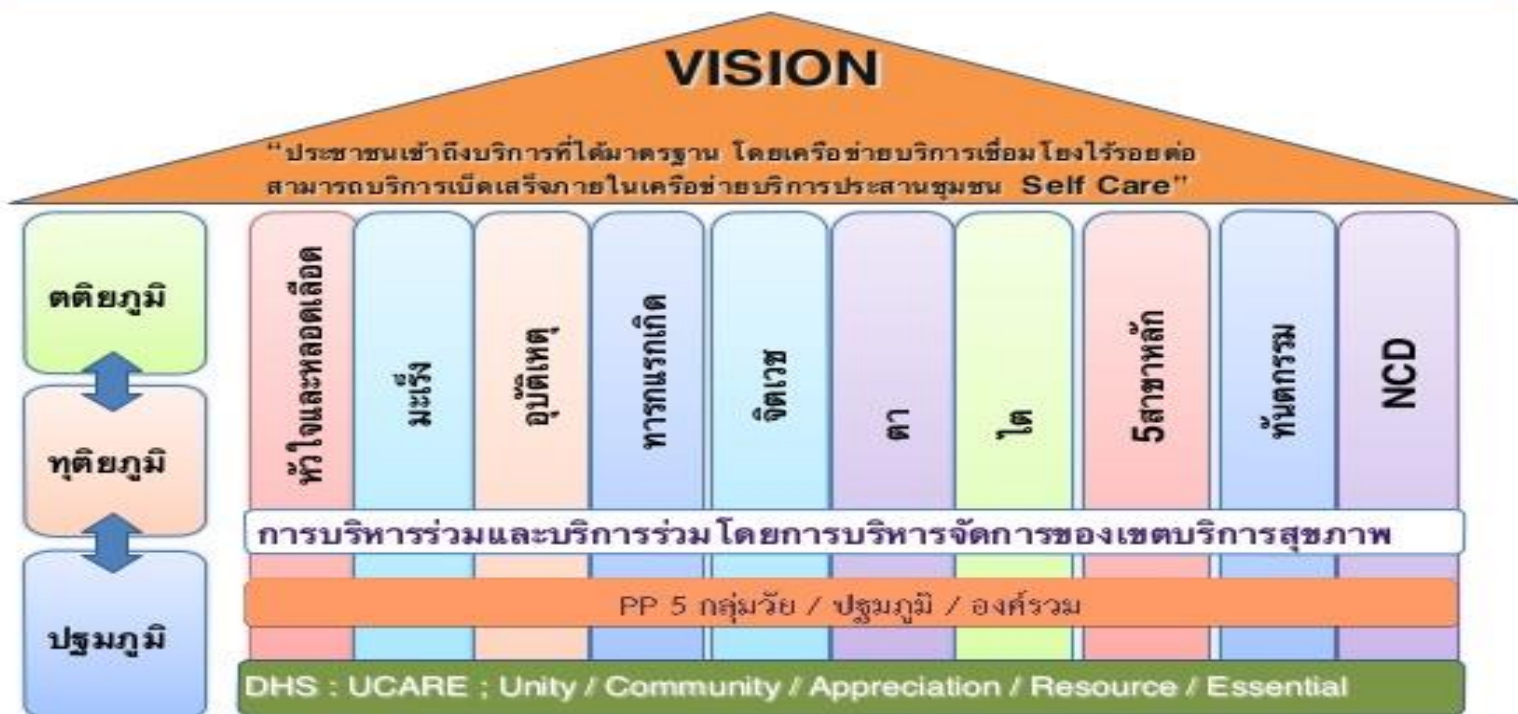 VISION
“ประชาชนเข้าถึงบริการที่ได้มาตรฐาน โดยเครือข่ายบริการเชื่อมโยงไร้รอยต่อ
สามารถบริการเบ็ดเสร็จภายในเครือข่ายบริการประสานชุมชน Self Care”
ตติยภูมิ
ทุติยภูมิ
ปฐมภูมิ
หัวใจและหลอดเลือด
มะเร็ง
อุบัติเหตุ
ทารกแรกเกิด
จิตเวช
ตา
ไต
5สาขาหลัก
ทันตกรรม
NCD
การบริหารร่วมและบริการร่วมโดยการบริหารจัดการของเขตบริการสุขภาพ
PP 5 กลุ่มวัย / ปฐมภูมิ / องค์รวม
DHS : UCARE ; Unity / Community / Appreciation / Resource / Essential